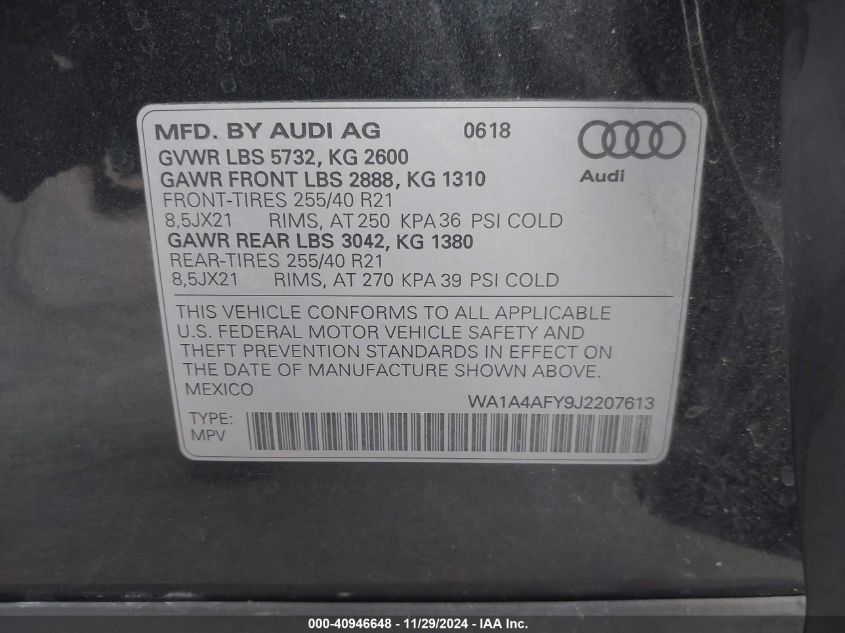 MFD. BY AUDI AG 0618
GVWR LBS 5732, KG 2600
GAWR FRONT LBS 2888, KG 1310
Audi
FRONT-TIRES 255/40 R21
8,5JX21 RIMS, AT 250 KPA 36 PSI COLD
GAWR REAR LBS 3042, KG 1380
REAR-TIRES 255/40 R21
8,5JX21 RIMS, AT 270 KPA 39 PSI COLD
THIS VEHICLE CONFORMS TO ALL APPLICABLE
U.S. FEDERAL MOTOR VEHICLE SAFETY AND
THEFT PREVENTION STANDARDS IN EFFECT ON
THE DATE OF MANUFACTURE SHOWN ABOVE.
MEXICO
WA1A4AFY9J2207613
TYPE:
MPV
000-40946648 - 11/29/2024 - IAA Inc.